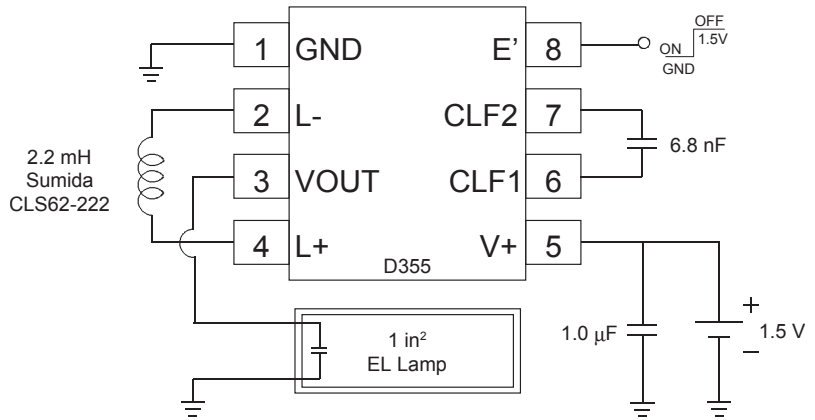 1 GND
E' 8
ON
OFF
1.5V
GND
2 L-
CLF2 7
2.2 mH
Sumida
CLS62-222
6.8 nF
3 VOUT
CLF1 6
4 L+
V+ 5
D355
1 in²
EL Lamp
1.0 μF
+
1.5 V
−